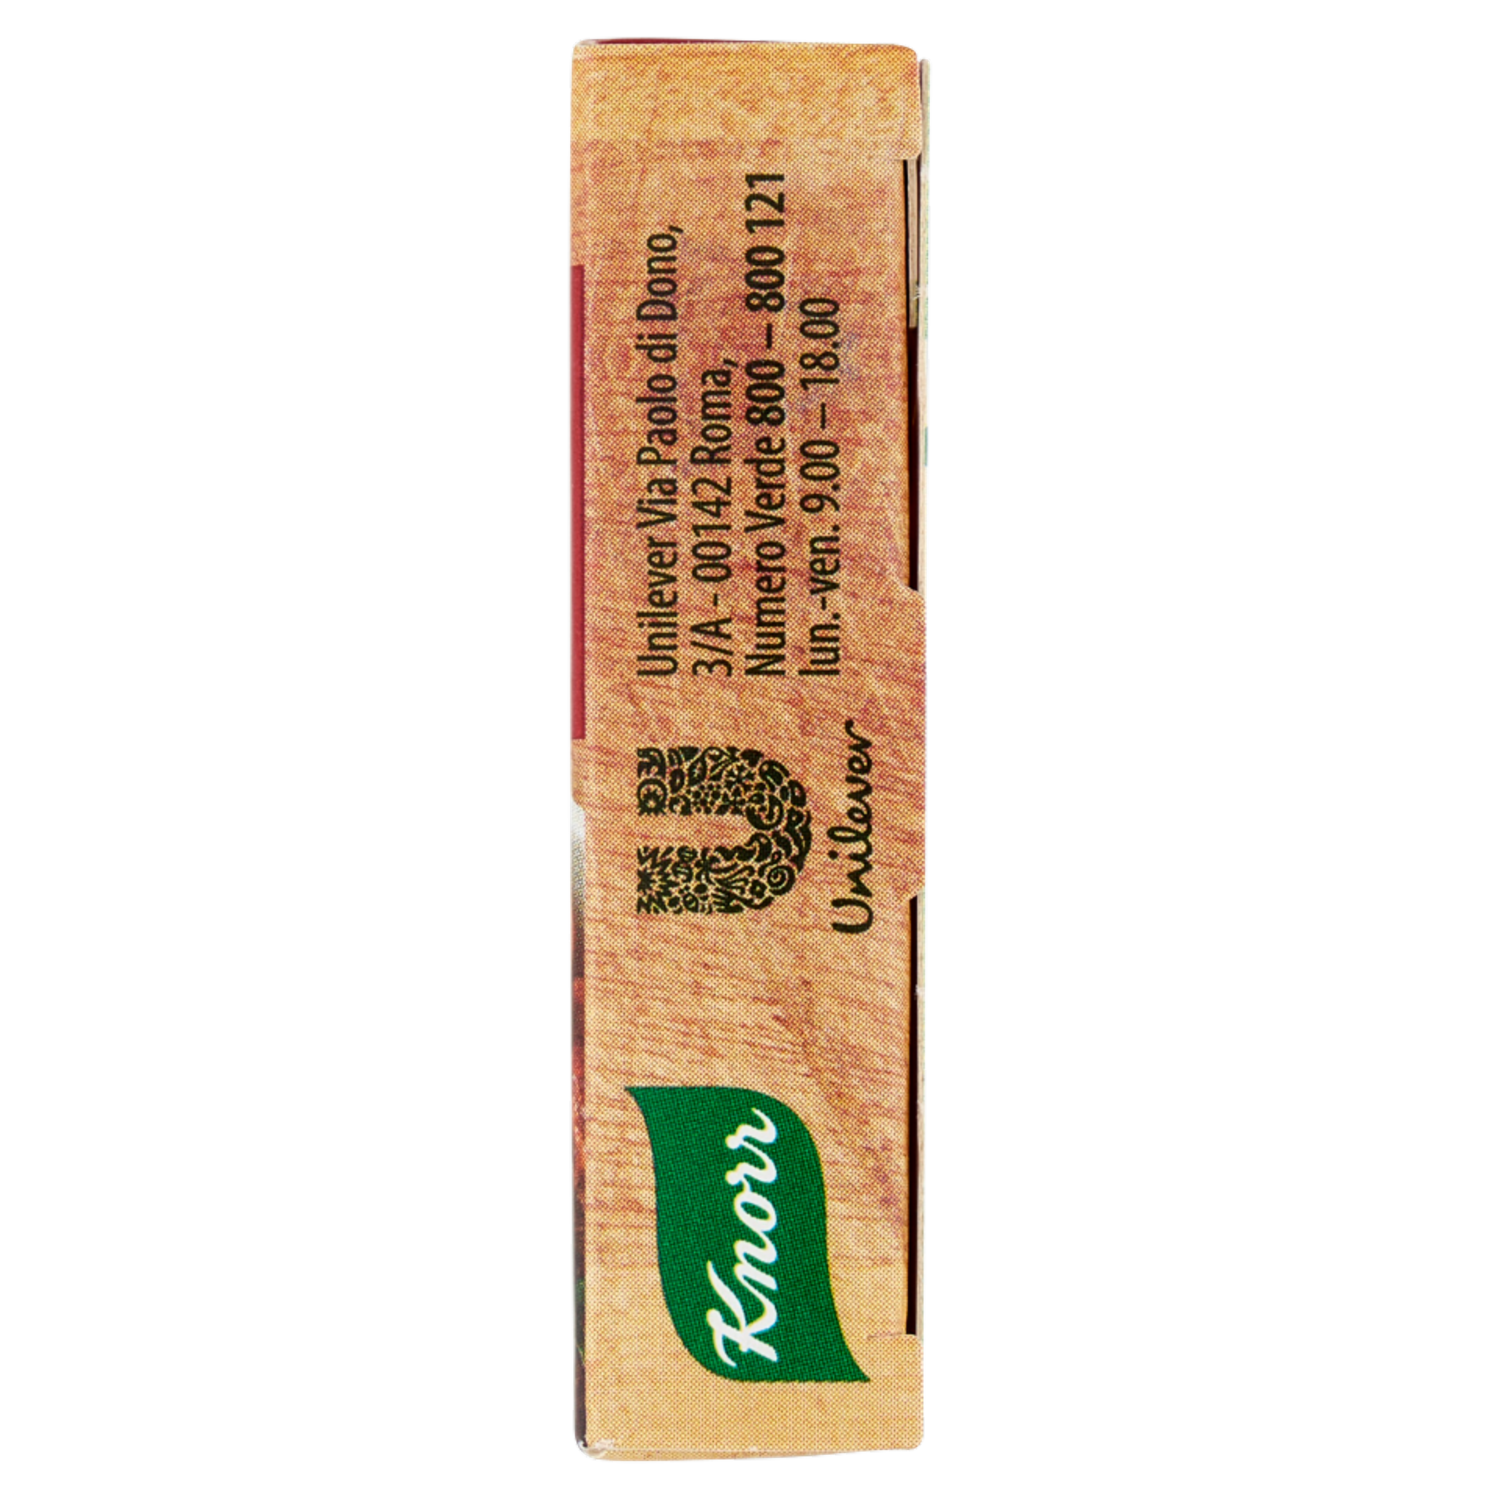 Knorr
Unilever
Unilever Via Paolo di Dono,
3/A - 00142 Roma,
Numero Verde 800 – 800 121
lun.-ven. 9.00 – 18.00